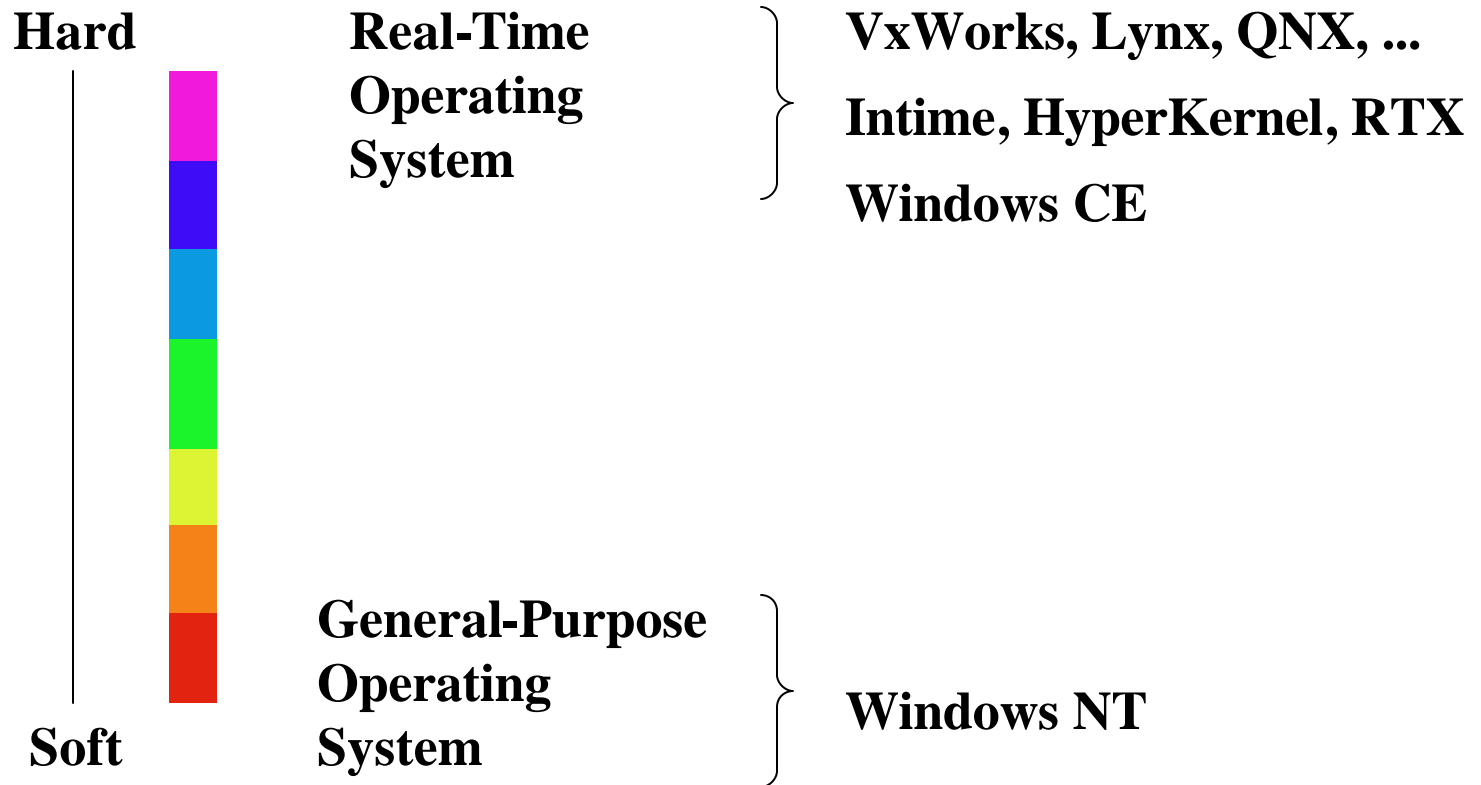 Hard
Real-Time
Operating
System
VxWorks, Lynx, QNX, ...
Intime, HyperKernel, RTX
Windows CE
General-Purpose
Operating
System
Windows NT
Soft